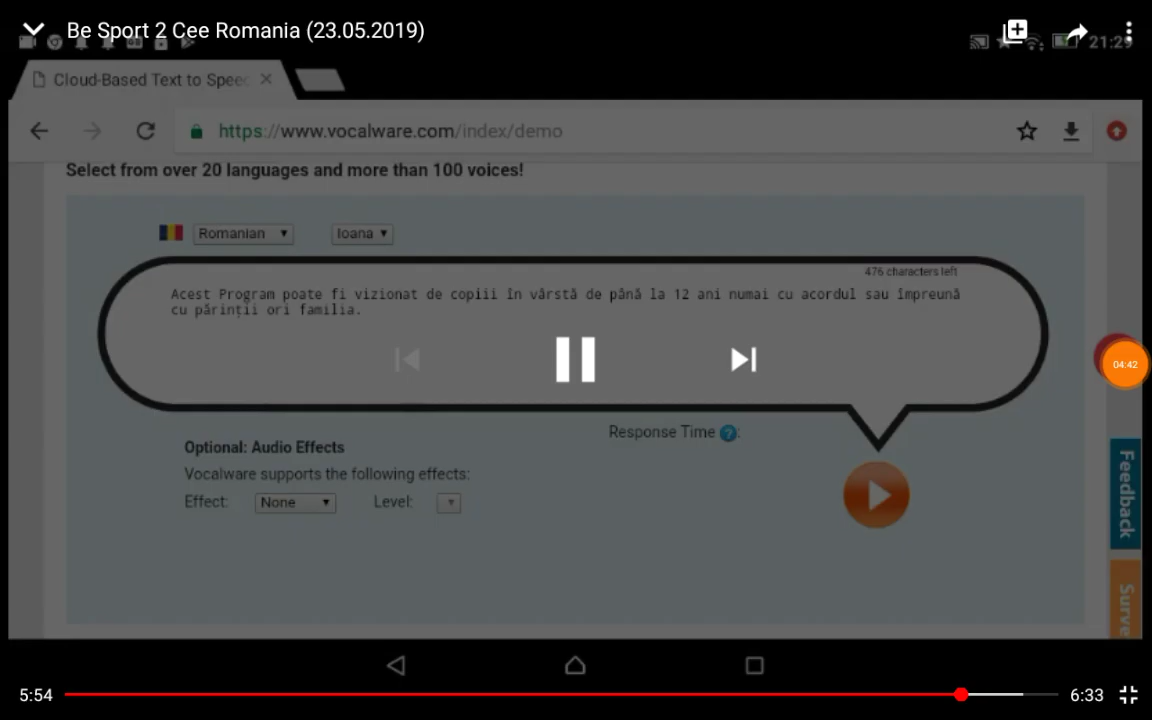 Be Sport 2 Cee Romania (23.05.2019)
21:29
Cloud-Based Text to Speec
https://www.vocalware.com/index/demo
Select from over 20 languages and more than 100 voices!
Romanian
Ioana
476 characters left
Acest Program poate fi vizionat de copiii în vârstă de până la 12 ani numai cu acordul sau împreună
cu părinții ori familia.
04:42
Response Time ?:
Optional: Audio Effects
Vocalware supports the following effects:
Effect: None Level:
Feedback
Surve
5:54
6:33